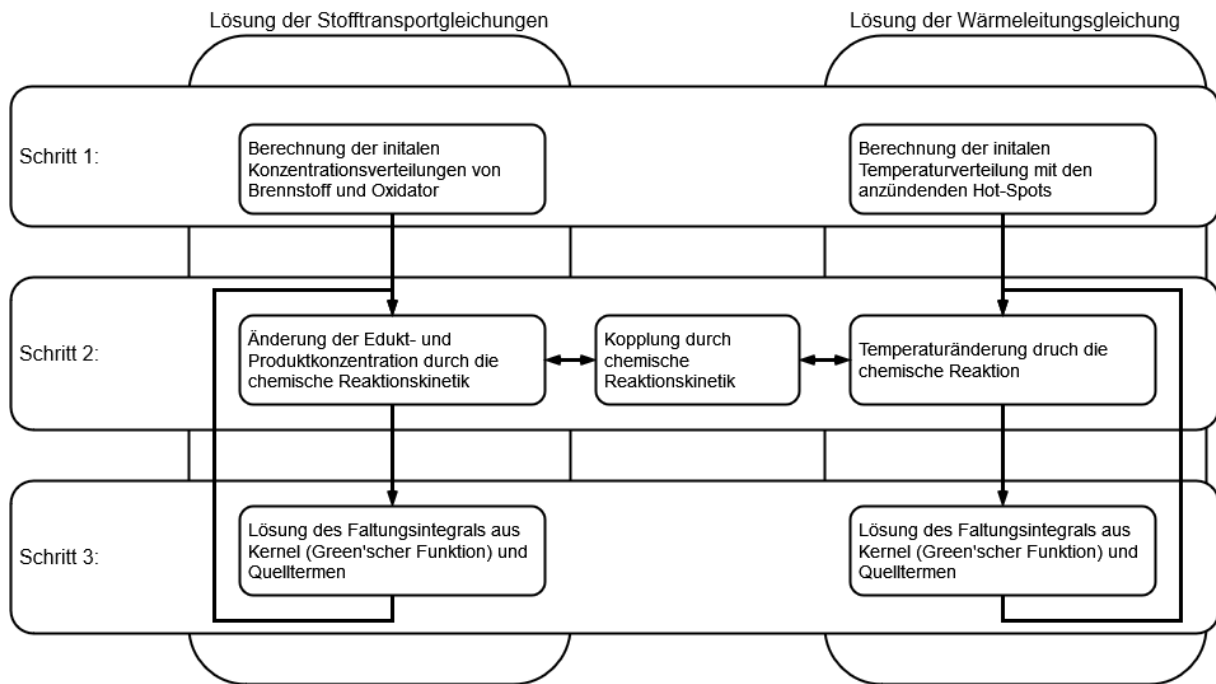 Lösung der Stofftransportgleichungen
Lösung der Wärmeleitungsgleichung
Schritt 1:
Berechnung der initalen
Konzentrationsverteilungen von
Brennstoff und Oxidator
Berechnung der initalen
Temperaturverteilung mit den
anzündenden Hot-Spots
Schritt 2:
Änderung der Edukt- und
Produktkonzentration durch die
chemische Reaktionskinetik
Kopplung durch
chemische
Reaktionskinetik
Temperaturänderung druch die
chemische Reaktion
Schritt 3:
Lösung des Faltungsintegrals aus
Kernel (Green'scher Funktion) und
Quelltermen
Lösung des Faltungsintegrals aus
Kernel (Green'scher Funktion) und
Quelltermen